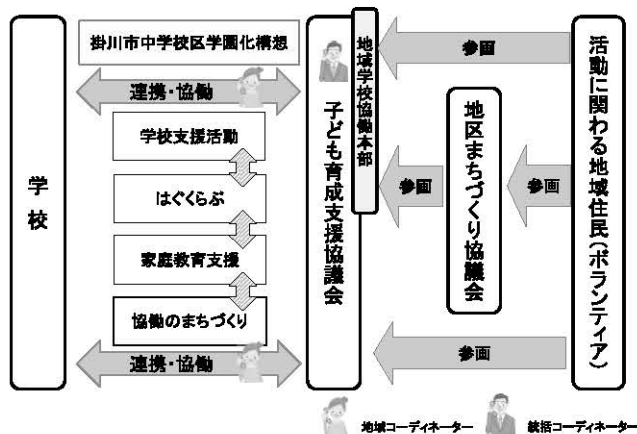 掛川市中学校区学園化構想
連携・協働
学校支援活動
はぐくらぶ
家庭教育支援
協働のまちづくり
連携・協働
学校
子ども育成支援協議会
地域学校協働本部
参画
参画
地区まちづくり協議会
参画
参画
活動に関わる地域住民(ボランティア)
地域コーディネーター
統括コーディネーター